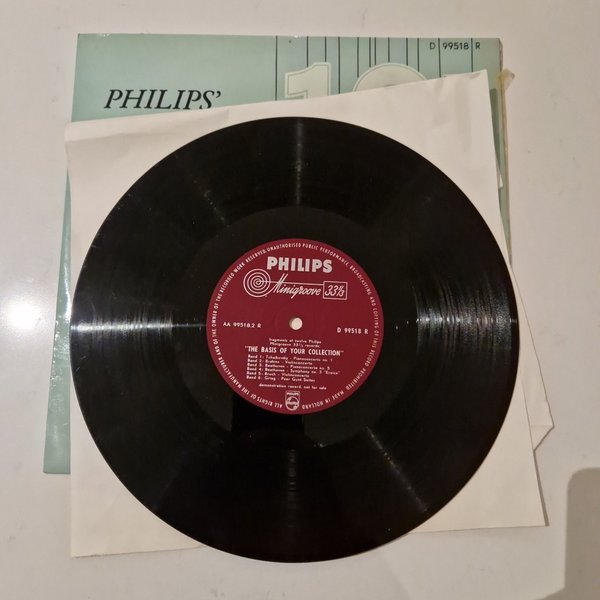 D 99518 R
PHILIPS'
ALL RIGHTS OF THE MANUFACTURER AND OF THE OWNER OF THE RECORDED WORK RESERVED UNAUTHORISED PUBLIC PERFORMANCE BROADCASTING AND COPYING OF THIS RECORD PROHIBITED MADE IN HOLLAND
PHILIPS
Minigroove 33⅓
AA 99518.2 R
D 99518 R
fragments of twelve Philips
Minigroove 33⅓ records:
"THE BASIS OF YOUR COLLECTION"
Band 1: Tchaikovsky - Pianoconcerto no. 1
Band 2: Brahms - Violinconcerto
Band 3: Beethoven - Pianoconcerto no. 5
Band 4: Beethoven - Symphony no. 3 "Eroica"
Band 5: Bruch - Violinconcerto
Band 6: Grieg - Peer Gynt Suites
demonstration record, not for sale
PHILIPS